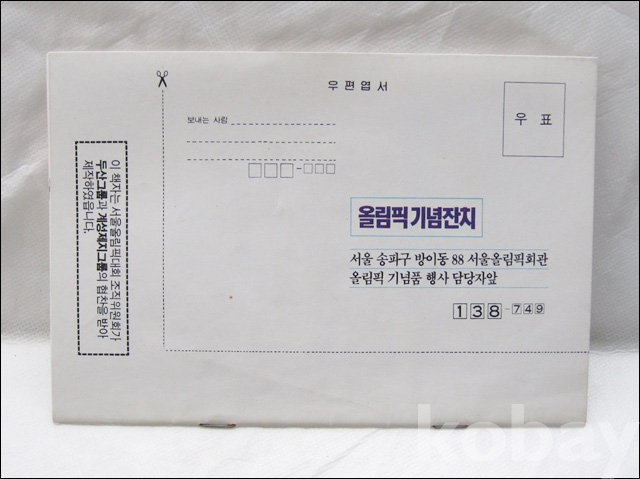 우편엽서
우 표
보내는 사람
올림픽 기념잔치
서울 송파구 방이동 88 서울올림픽회관
올림픽 기념품 행사 담당자앞
138-749
이 책자는 서울올림픽대회 조직위원회가
두산그룹과 계성제지그룹의 협찬을 받아
제작하였습니다.
kobay